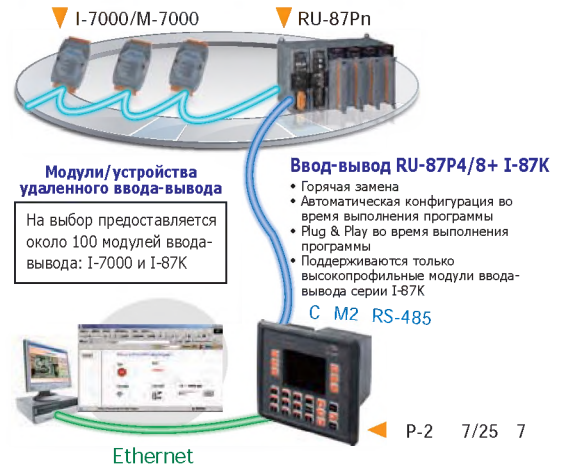 I-7000/M-7000
RU-87Pn
Модули/устройства
удаленного ввода-вывода
На выбор предоставляется
около 100 модулей ввода-
вывода: I-7000 и I-87K
Ввод-вывод RU-87P4/8+ I-87K
• Горячая замена
• Автоматическая конфигурация во
время выполнения программы
• Plug & Play во время выполнения
программы
• Поддерживаются только
высокопрофильные модули ввода-
вывода серии I-87K
C M2 RS-485
P-2 7/25 7
Ethernet